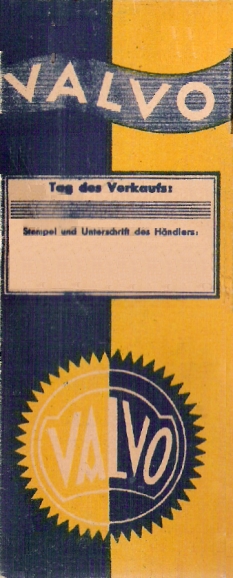 VALVO
Tag des Verkaufs:
Stempel und Unterschrift des Händlers:
VALVO